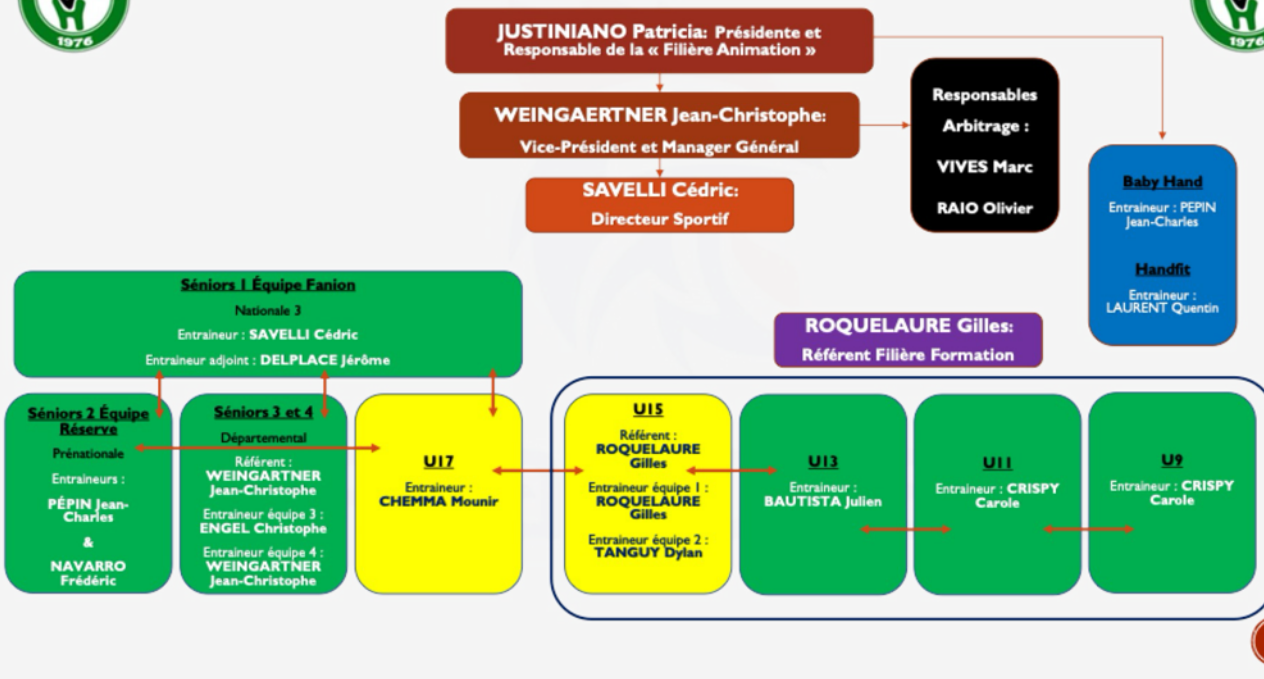 1976
1976
JUSTINIANO Patricia: Présidente et
Responsable de la « Filière Animation »
WEINGAERTNER Jean-Christophe:
Vice-Président et Manager Général
SAVELLI Cédric:
Directeur Sportif
Responsables
Arbitrage :
VIVES Marc
RAIO Olivier
Baby Hand
Entraineur : PEPIN
Jean-Charles
Handfit
Entraineur :
LAURENT Quentin
Séniors 1 Équipe Fanion
Nationale 3
Entraineur : SAVELLI Cédric
Entraineur adjoint : DELPLACE Jérôme
ROQUELAURE Gilles:
Référent Filière Formation
Séniors 2 Équipe
Réserve
Prénationale
Entraineurs :
PÉPIN Jean-
Charles
&
NAVARRO
Frédéric
Séniors 3 et 4
Départemental
Référent :
WEINGARTNER
Jean-Christophe
Entraineur équipe 3 :
ENGEL Christophe
Entraineur équipe 4 :
WEINGARTNER
Jean-Christophe
U17
Entraineur :
CHEMMA Mounir
U15
Référent :
ROQUELAURE
Gilles
Entraineur équipe 1 :
ROQUELAURE
Gilles
Entraineur équipe 2 :
TANGUY Dylan
U13
Entraineur :
BAUTISTA Julien
U11
Entraineur : CRISPY
Carole
U9
Entraineur : CRISPY
Carole